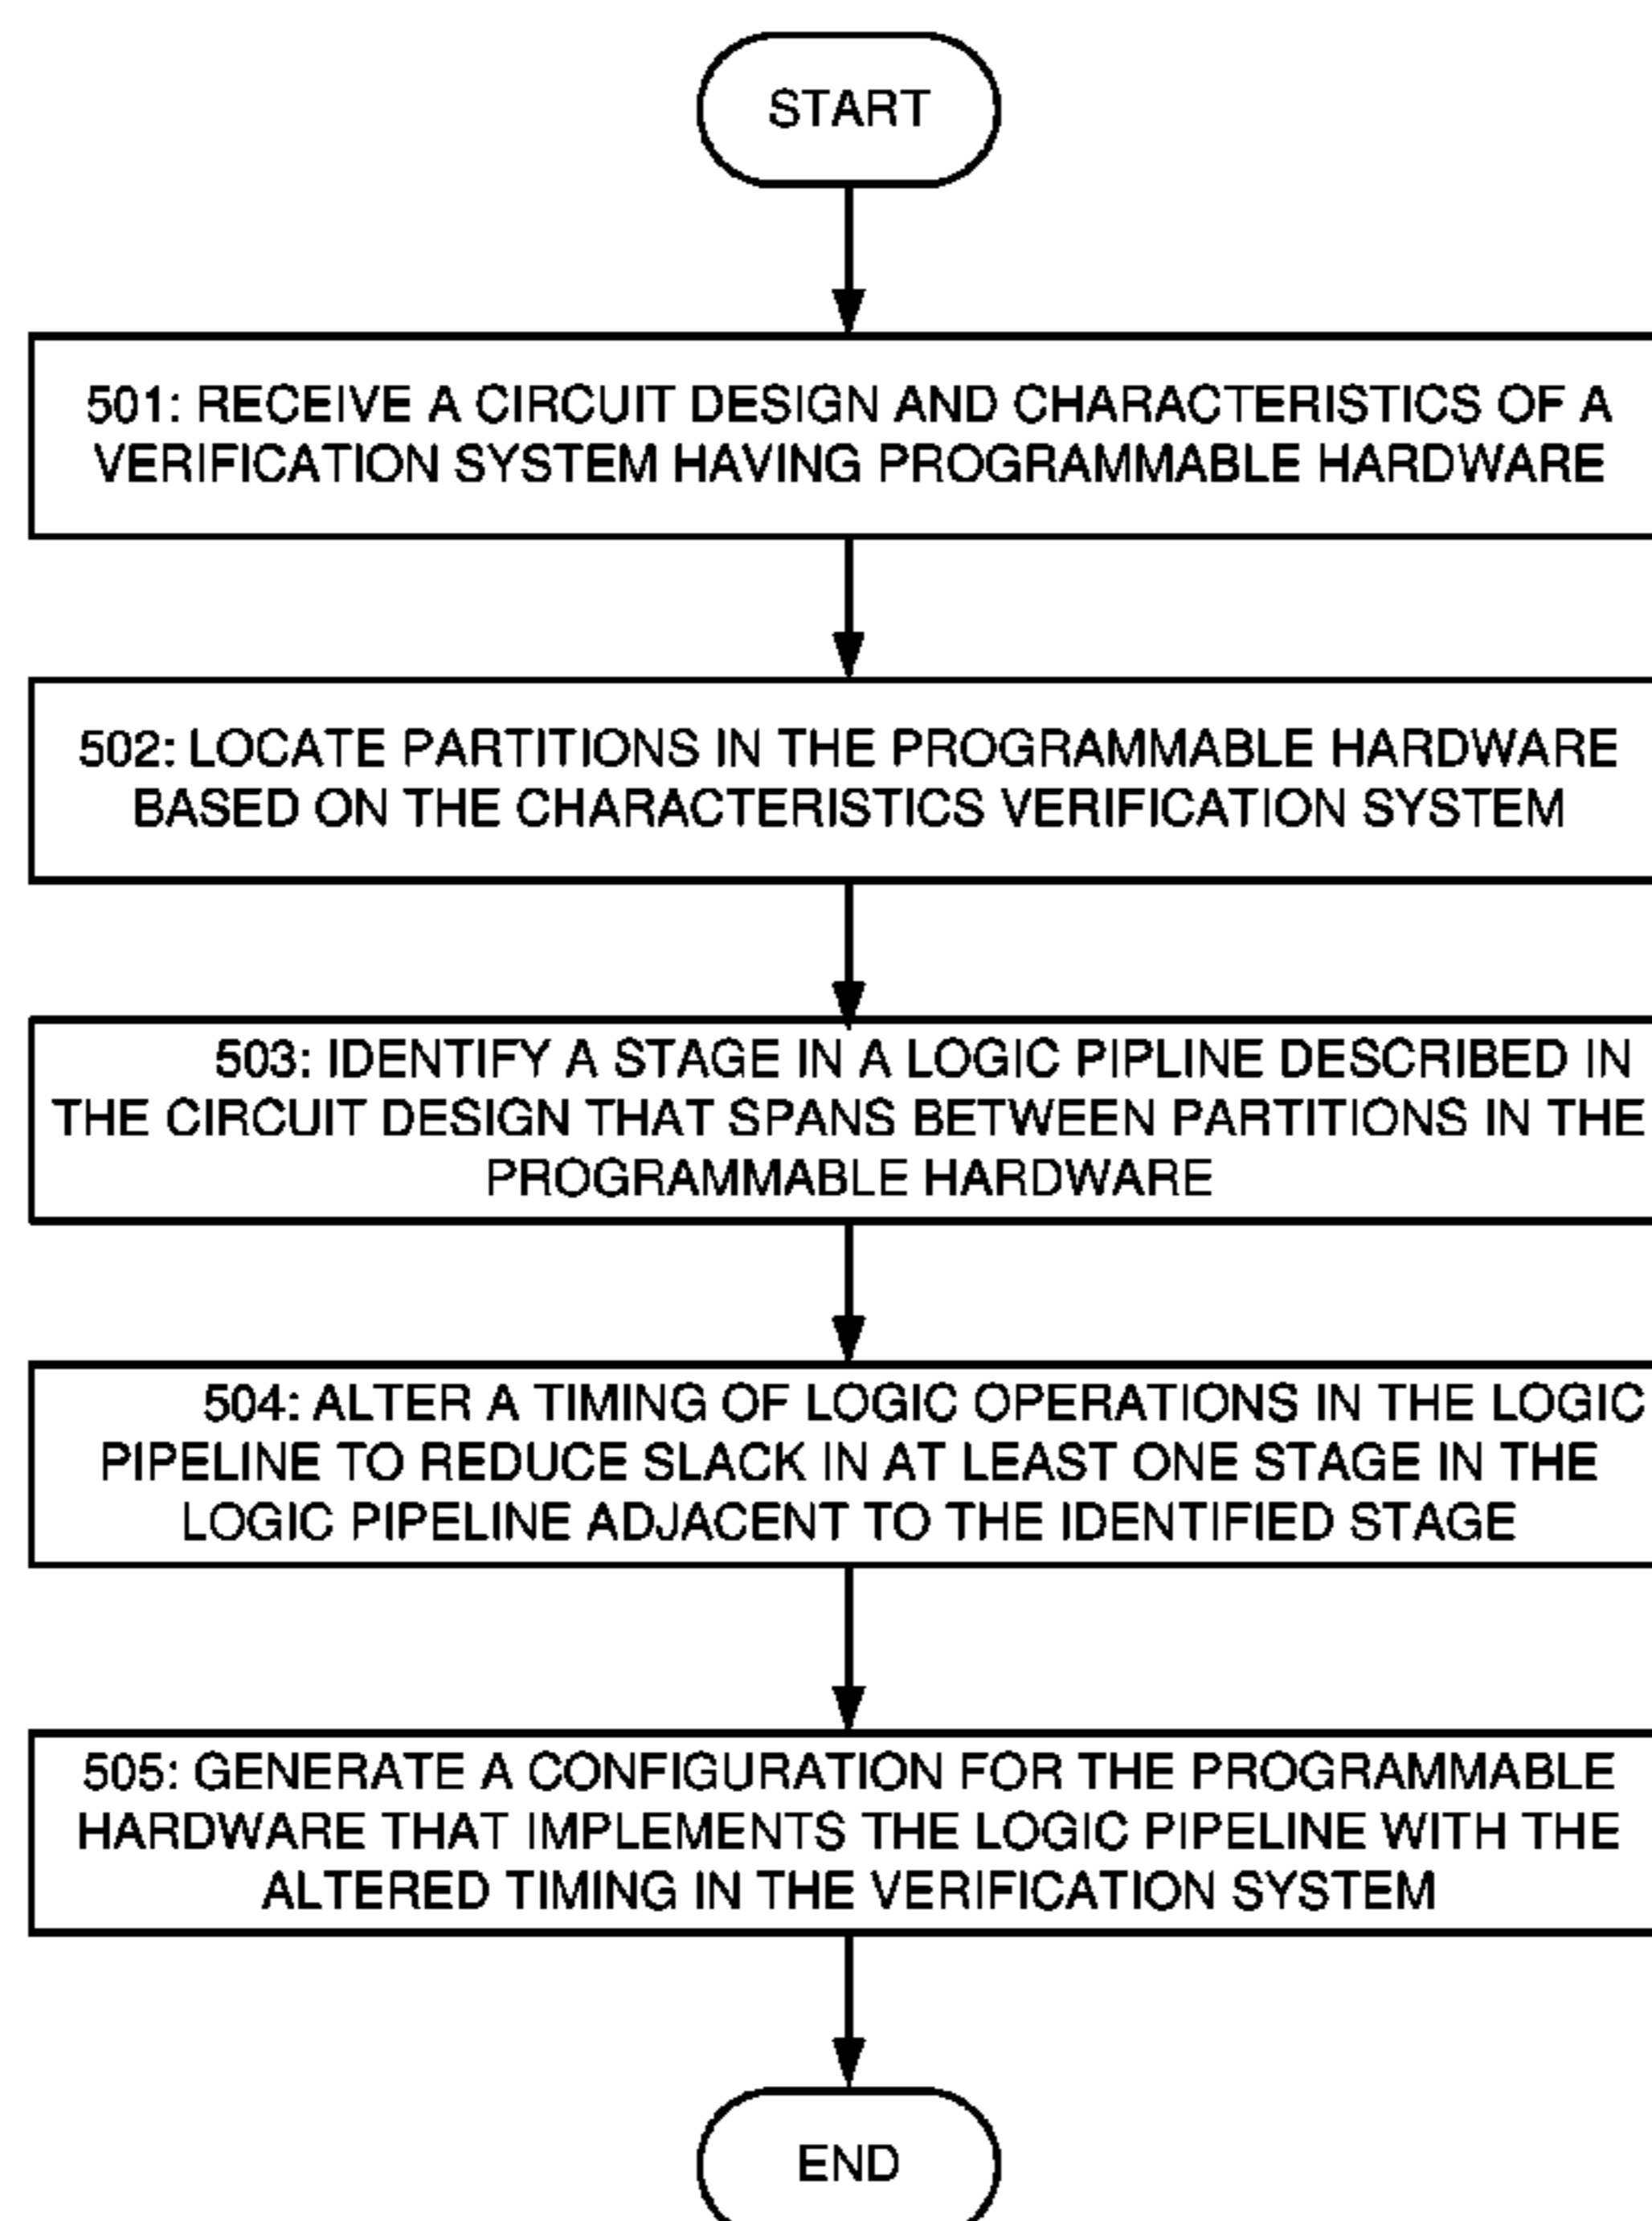 START
501: RECEIVE A CIRCUIT DESIGN AND CHARACTERISTICS OF A
VERIFICATION SYSTEM HAVING PROGRAMMABLE HARDWARE
502: LOCATE PARTITIONS IN THE PROGRAMMABLE HARDWARE
BASED ON THE CHARACTERISTICS VERIFICATION SYSTEM
503: IDENTIFY A STAGE IN A LOGIC PIPLINE DESCRIBED IN
THE CIRCUIT DESIGN THAT SPANS BETWEEN PARTITIONS IN THE
PROGRAMMABLE HARDWARE
504: ALTER A TIMING OF LOGIC OPERATIONS IN THE LOGIC
PIPELINE TO REDUCE SLACK IN AT LEAST ONE STAGE IN THE
LOGIC PIPELINE ADJACENT TO THE IDENTIFIED STAGE
505: GENERATE A CONFIGURATION FOR THE PROGRAMMABLE
HARDWARE THAT IMPLEMENTS THE LOGIC PIPELINE WITH THE
ALTERED TIMING IN THE VERIFICATION SYSTEM
END